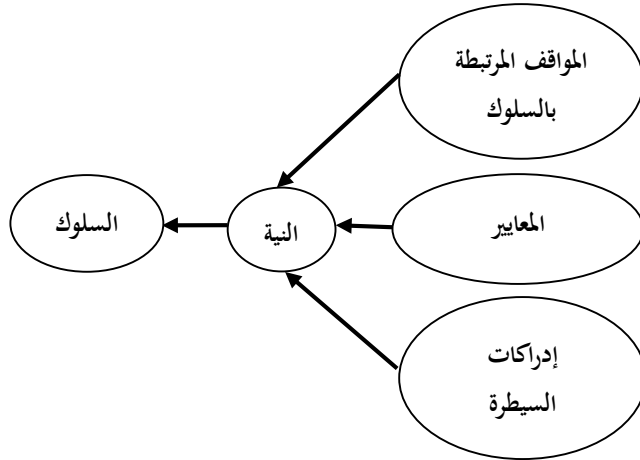 المواقف المرتبطة
بالسلوك
المعايير
النية
السلوك
إدراكات
السيطرة